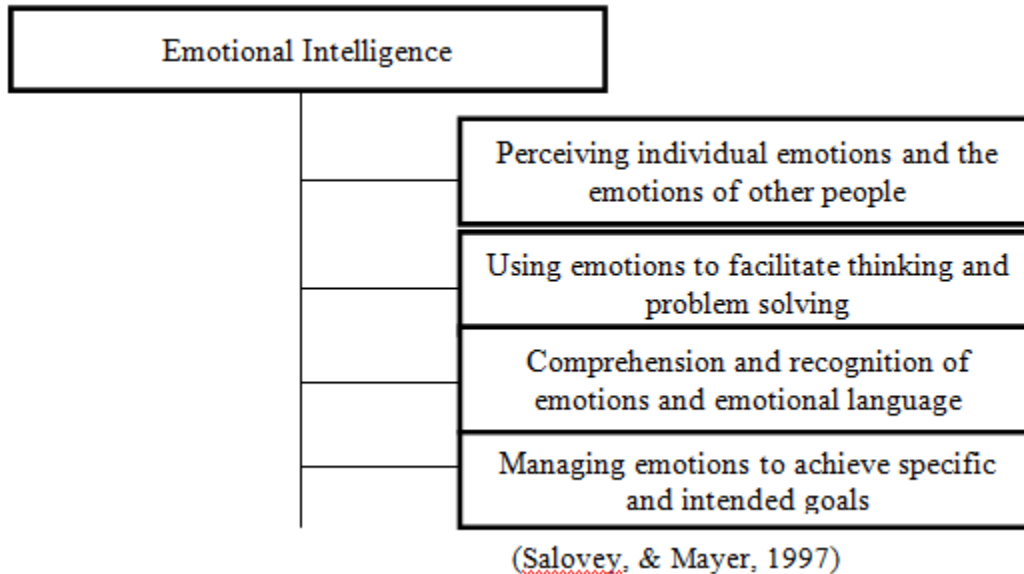 Emotional Intelligence
Perceiving individual emotions and the
emotions of other people
Using emotions to facilitate thinking and
problem solving
Comprehension and recognition of
emotions and emotional language
Managing emotions to achieve specific
and intended goals
(Salovey, & Mayer, 1997)